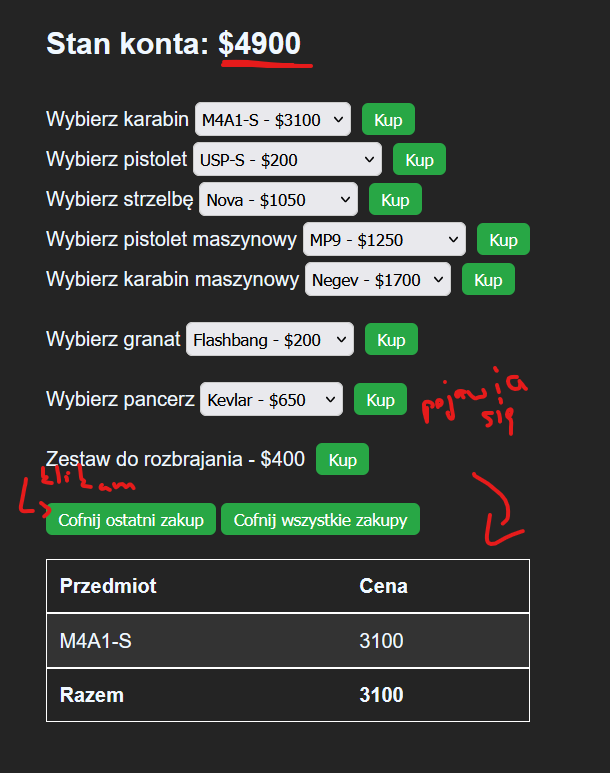 Stan konta: $4900
Wybierz karabin M4A1-S - $3100 Kup
Wybierz pistolet USP-S - $200 Kup
Wybierz strzelbę Nova - $1050 Kup
Wybierz pistolet maszynowy MP9 - $1250 Kup
Wybierz karabin maszynowy Negev - $1700 Kup
Wybierz granat Flashbang - $200 Kup
Wybierz pancerz Kevlar - $650 Kup
pojawia
się
Zestaw do rozbrajania - $400 Kup
klikam
Cofnij ostatni zakup Cofnij wszystkie zakupy
Przedmiot Cena
M4A1-S 3100
Razem 3100